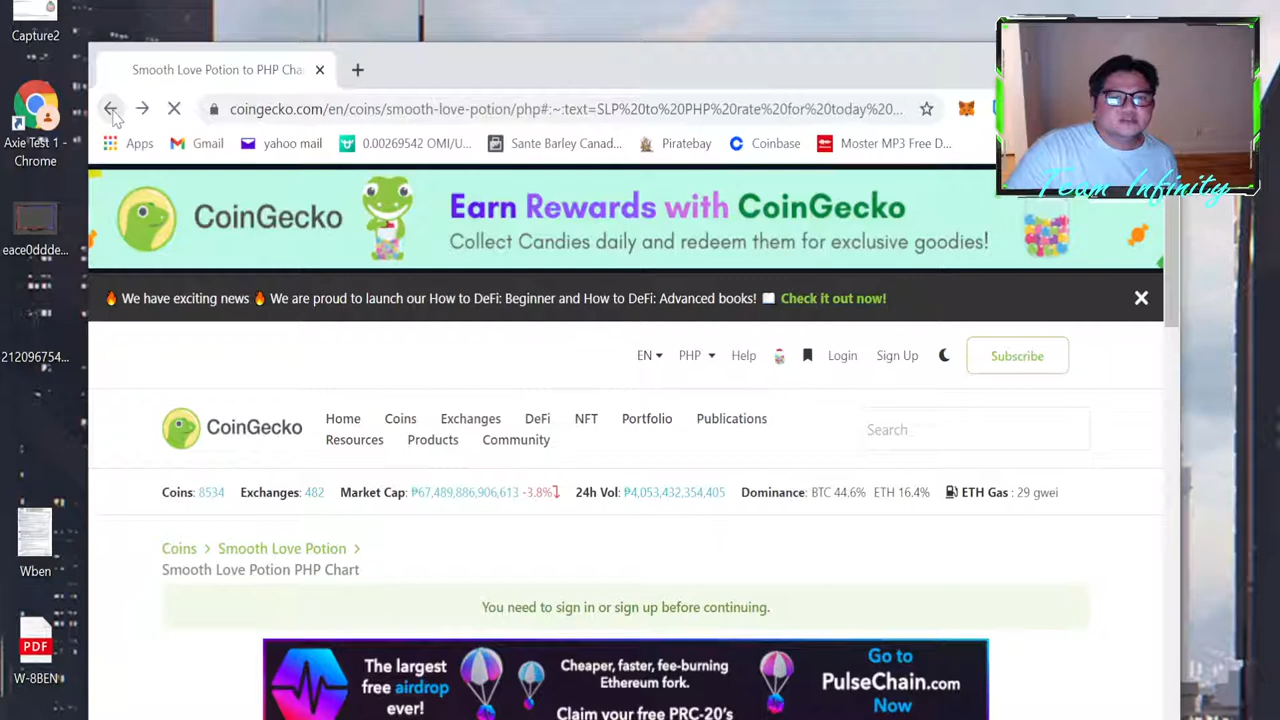 Capture2
Smooth Love Potion to PHP Cha
coingecko.com/en/coins/smooth-love-potion/php#:~:text=SLP%20to%20PHP%20rate%20for%20today%20...
Axie Test 1 -
Chrome
Apps
Gmail
yahoo mail
0.00269542 OMI/U...
Sante Barley Canad...
Piratebay
Coinbase
Moster MP3 Free D...
Team Infinity
CoinGecko
Earn Rewards with CoinGecko
Collect Candies daily and redeem them for exclusive goodies!
eace0ddde...
We have exciting news We are proud to launch our How to DeFi: Beginner and How to DeFi: Advanced books! Check it out now!
212096754...
EN
PHP
Help
Login
Sign Up
Subscribe
CoinGecko
Home
Coins
Exchanges
DeFi
NFT
Portfolio
Publications
Resources
Products
Community
Search
Coins: 8534
Exchanges: 482
Market Cap: ₱67,489,886,906,613 -3.8%
24h Vol: ₱4,053,432,354,405
Dominance: BTC 44.6% ETH 16.4%
ETH Gas : 29 gwei
Coins > Smooth Love Potion >
Smooth Love Potion PHP Chart
Wben
You need to sign in or sign up before continuing.
PDF
W-8BEN
The largest
free airdrop
ever!
Cheaper, faster, fee-burning
Ethereum fork.
Claim your free PRC-20's
Go to
PulseChain.com
Now